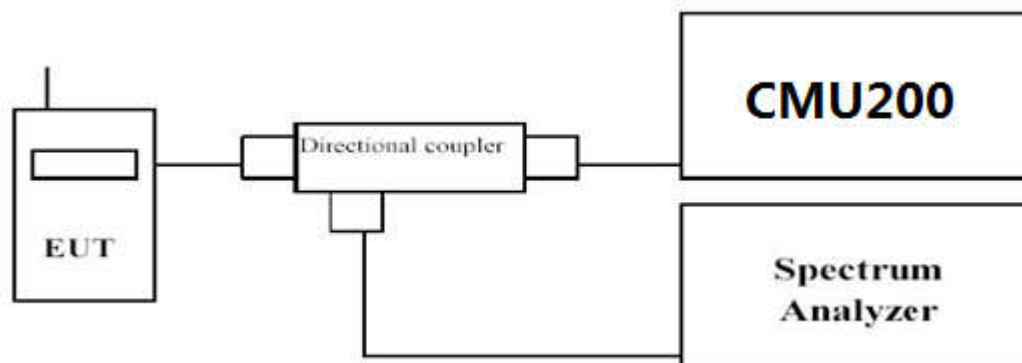 CMU200
Directional coupler
EUT
Spectrum
Analyzer